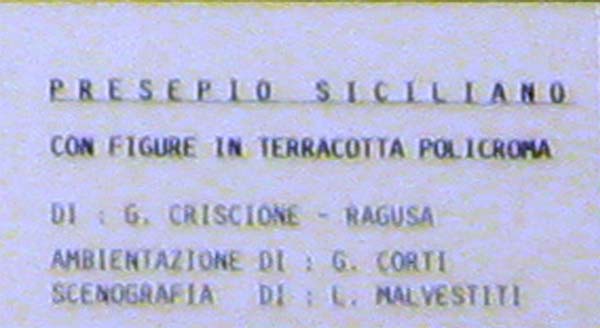 PRESEPIO SICILIANO
CON FIGURE IN TERRACOTTA POLICROMA
DI : G. CRISCIONE - RAGUSA
AMBIENTAZIONE DI : G. CORTI
SCENOGRAFIA DI : L. MALVESTITI